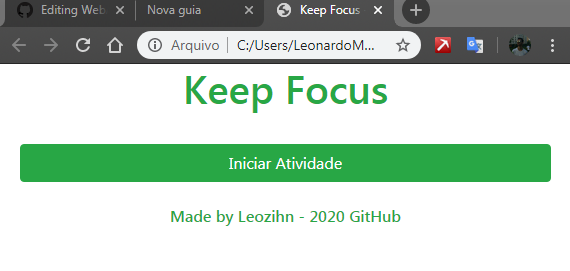 Editing Web
Nova guia
Keep Focus
Arquivo
C:/Users/LeonardoM...
Keep Focus
Iniciar Atividade
Made by Leozihn - 2020 GitHub